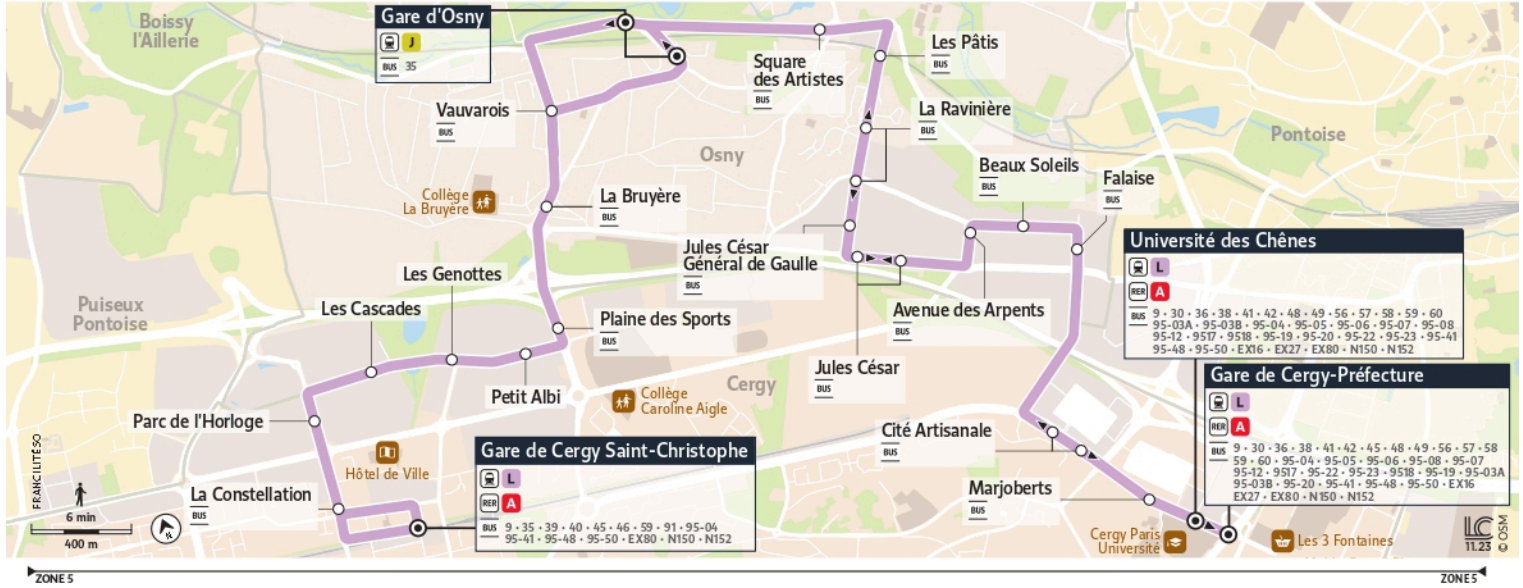 Boissy
l'Aillerie
Gare d'Osny
J
BUS 35
Square
des Artistes
BUS
Les Pâtis
BUS
Vauvarois
BUS
La Ravinière
BUS
Osny
Pontoise
Beaux Soleils
BUS
Falaise
BUS
Collège
La Bruyère
La Bruyère
BUS
Jules César
Général de Gaulle
BUS
Université des Chênes
L
RER A
BUS 9 • 30 • 36 • 38 • 41 • 42 • 48 • 49 • 56 • 57 • 58 • 59 • 60
95-03A • 95-03B • 95-04 • 95-05 • 95-06 • 95-07 • 95-08
95-12 • 9517 • 9518 • 95-19 • 95-20 • 95-22 • 95-23 • 95-41
95-48 • 95-50 • EX16 • EX27 • EX80 • N150 • N152
Les Genottes
Les Cascades
Puiseux
Pontoise
Plaine des Sports
BUS
Avenue des Arpents
BUS
Jules César
BUS
Petit Albi
Cergy
Collège
Caroline Aigle
Gare de Cergy-Préfecture
L
RER A
BUS 9 • 30 • 36 • 38 • 41 • 42 • 45 • 48 • 49 • 56 • 57 • 58
59 • 60 • 95-04 • 95-05 • 95-06 • 95-08 • 95-07
95-12 • 9517 • 95-22 • 95-23 • 9518 • 95-19 • 95-03A
95-03B • 95-20 • 95-41 • 95-48 • 95-50 • EX16
EX27 • EX80 • N150 • N152
Parc de l'Horloge
Cité Artisanale
BUS
Hôtel de Ville
Gare de Cergy Saint-Christophe
L
RER A
BUS 9 • 35 • 39 • 40 • 45 • 46 • 59 • 91 • 95-04
95-41 • 95-48 • 95-50 • EX80 • N150 • N152
La Constellation
BUS
Marjoberts
BUS
Cergy Paris
Université
Les 3 Fontaines
FRANCILITÉ SO
6 min
400 m
LC
11.23
© OSM
ZONE 5
ZONE 5